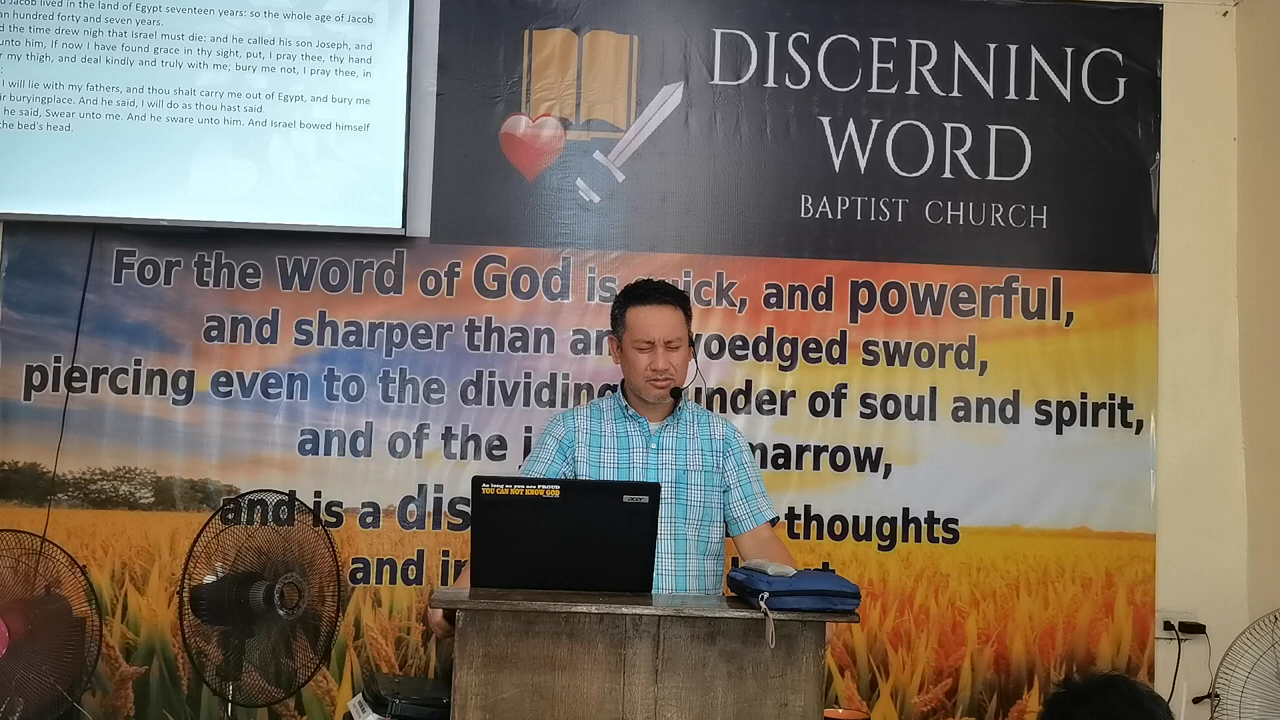 Jacob lived in the land of Egypt seventeen years: so the whole age of Jacob
an hundred forty and seven years.
the time drew nigh that Israel must die: and he called his son Joseph, and
unto him, If now I have found grace in thy sight, put, I pray thee, thy hand
my thigh, and deal kindly and truly with me; bury me not, I pray thee, in
I will lie with my fathers, and thou shalt carry me out of Egypt, and bury me
buryingplace. And he said, I will do as thou hast said.
he said, Swear unto me. And he sware unto him. And Israel bowed himself
the bed's head.
DISCERNING
WORD
BAPTIST CHURCH
For the word of God is quick, and powerful,
and sharper than any twoedged sword,
piercing even to the dividing asunder of soul and spirit,
and of the marrow,
and is a thoughts
and
As long as you are PROUD
YOU CAN NOT KNOW GOD
acer